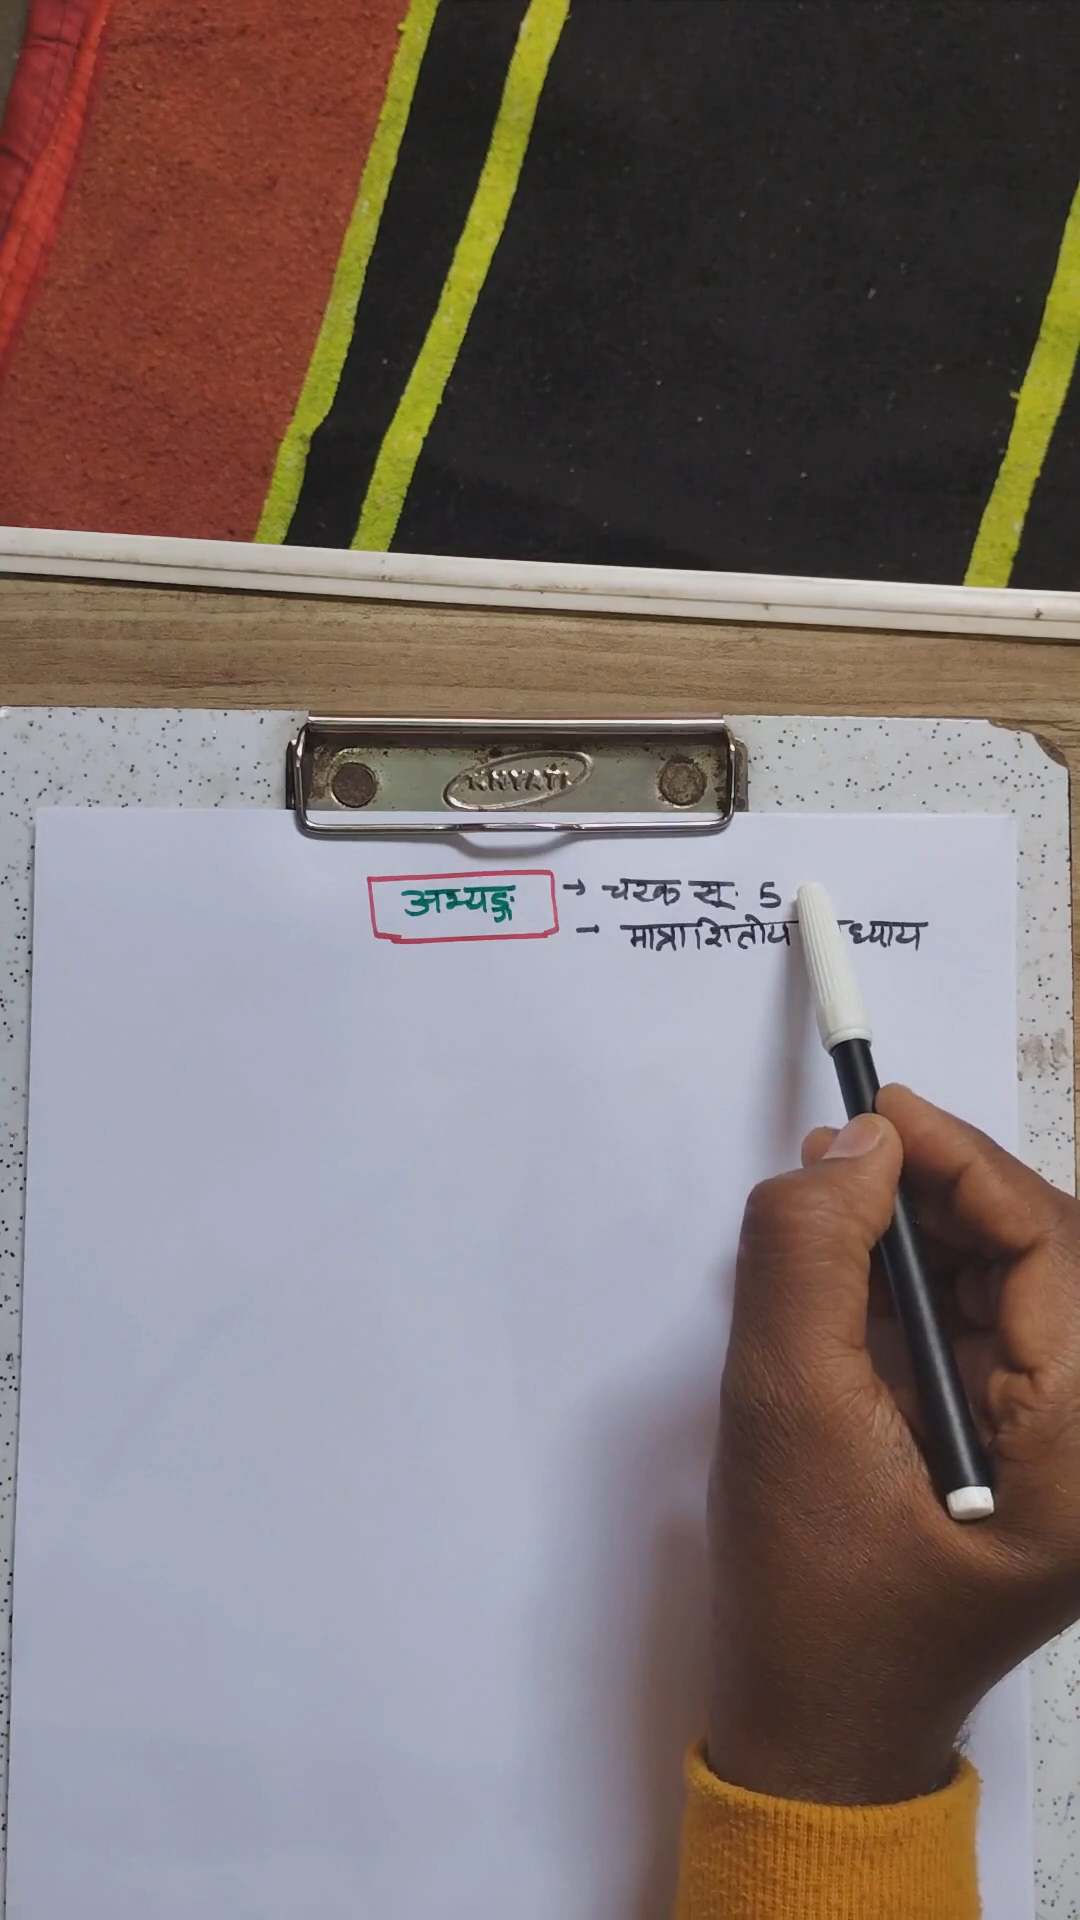 KHYATI
अभ्यङ्ग → चरक सू. 5
→ मात्राशितीय ध्याय